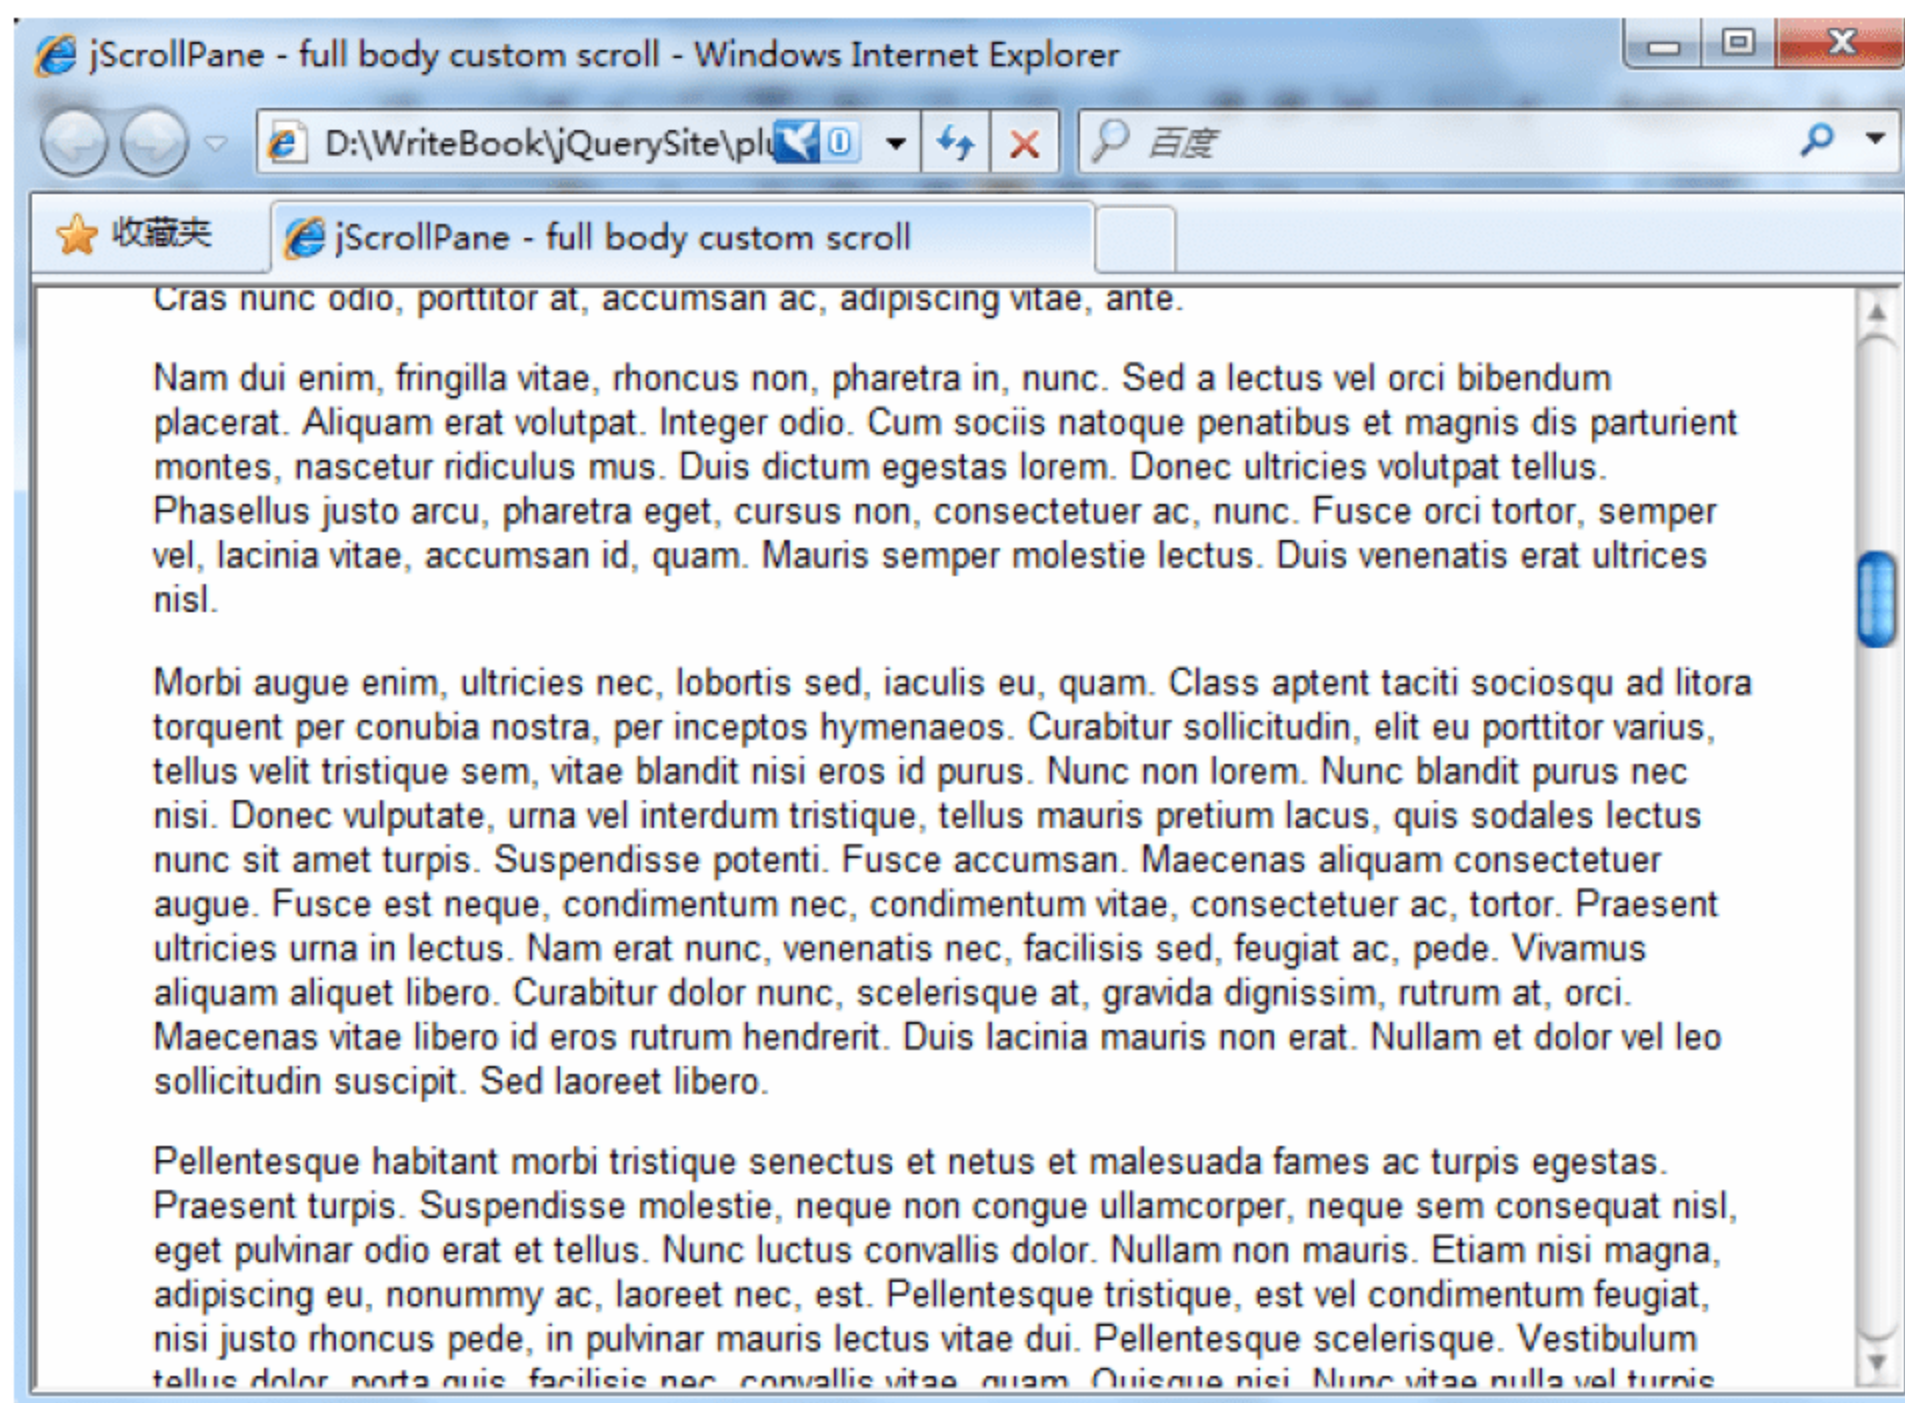 jScrollPane - full body custom scroll - Windows Internet Explorer
D:\WriteBook\jQuerySite\plu 0 百度
收藏夹 jScrollPane - full body custom scroll
Cras nunc odio, porttitor at, accumsan ac, adipiscing vitae, ante.
Nam dui enim, fringilla vitae, rhoncus non, pharetra in, nunc. Sed a lectus vel orci bibendum
placerat. Aliquam erat volutpat. Integer odio. Cum sociis natoque penatibus et magnis dis parturient
montes, nascetur ridiculus mus. Duis dictum egestas lorem. Donec ultricies volutpat tellus.
Phasellus justo arcu, pharetra eget, cursus non, consectetuer ac, nunc. Fusce orci tortor, semper
vel, lacinia vitae, accumsan id, quam. Mauris semper molestie lectus. Duis venenatis erat ultrices
nisl.
Morbi augue enim, ultricies nec, lobortis sed, iaculis eu, quam. Class aptent taciti sociosqu ad litora
torquent per conubia nostra, per inceptos hymenaeos. Curabitur sollicitudin, elit eu porttitor varius,
tellus velit tristique sem, vitae blandit nisi eros id purus. Nunc non lorem. Nunc blandit purus nec
nisi. Donec vulputate, urna vel interdum tristique, tellus mauris pretium lacus, quis sodales lectus
nunc sit amet turpis. Suspendisse potenti. Fusce accumsan. Maecenas aliquam consectetuer
augue. Fusce est neque, condimentum nec, condimentum vitae, consectetuer ac, tortor. Praesent
ultricies urna in lectus. Nam erat nunc, venenatis nec, facilisis sed, feugiat ac, pede. Vivamus
aliquam aliquet libero. Curabitur dolor nunc, scelerisque at, gravida dignissim, rutrum at, orci.
Maecenas vitae libero id eros rutrum hendrerit. Duis lacinia mauris non erat. Nullam et dolor vel leo
sollicitudin suscipit. Sed laoreet libero.
Pellentesque habitant morbi tristique senectus et netus et malesuada fames ac turpis egestas.
Praesent turpis. Suspendisse molestie, neque non congue ullamcorper, neque sem consequat nisl,
eget pulvinar odio erat et tellus. Nunc luctus convallis dolor. Nullam non mauris. Etiam nisi magna,
adipiscing eu, nonummy ac, laoreet nec, est. Pellentesque tristique, est vel condimentum feugiat,
nisi justo rhoncus pede, in pulvinar mauris lectus vitae dui. Pellentesque scelerisque. Vestibulum
tellus dolor, porta quis, facilisis nec, convallis vitae, quam. Quisque nisi. Nunc vitae nulla vel turpis